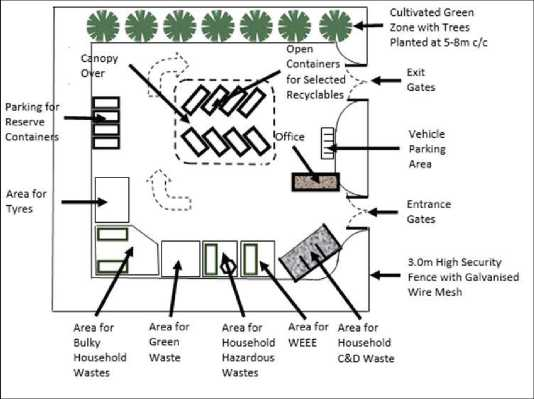 Cultivated Green
Zone with Trees
Planted at 5-8m c/c
Canopy
Over
Open
Containers
for Selected
Recyclables
Exit
Gates
Parking for
Reserve
Containers
Office
Vehicle
Parking
Area
Area for
Tyres
Entrance
Gates
3.0m High Security
Fence with Galvanised
Wire Mesh
Area for
Bulky
Household
Wastes
Area for
Green
Waste
Area for
Household
Hazardous
Wastes
Area for
WEEE
Area for
Household
C&D Waste